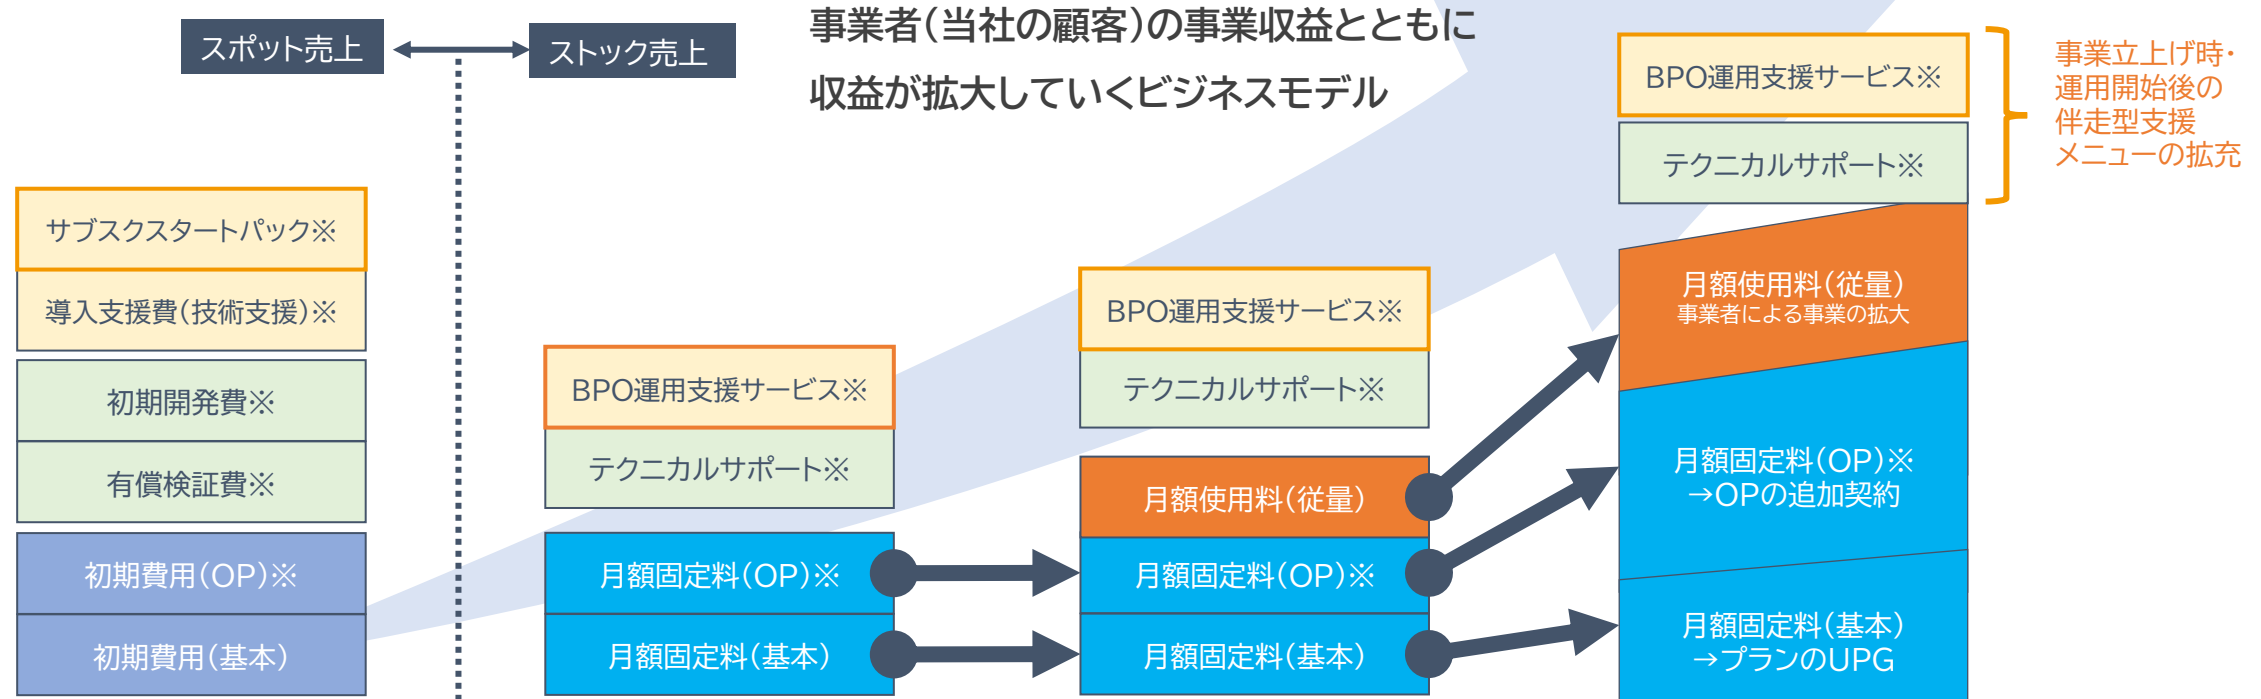 スポット売上
ストック売上
事業者(当社の顧客)の事業収益とともに
収益が拡大していくビジネスモデル
サブスクスタートパック※
導入支援費(技術支援)※
初期開発費※
有償検証費※
初期費用(OP)※
初期費用(基本)
BPO運用支援サービス※
テクニカルサポート※
月額固定料(OP)※
月額固定料(基本)
BPO運用支援サービス※
テクニカルサポート※
月額使用料(従量)
月額固定料(OP)※
月額固定料(基本)
BPO運用支援サービス※
テクニカルサポート※
月額使用料(従量)
事業者による事業の拡大
月額固定料(OP)※
→OPの追加契約
月額固定料(基本)
→プランのUPG
事業立上げ時・
運用開始後の
伴走型支援
メニューの拡充